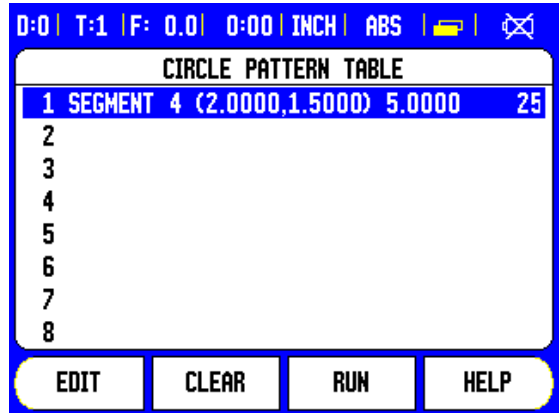 D:0 | T:1 | F: 0.0 | 0:00 | INCH | ABS
CIRCLE PATTERN TABLE
1 SEGMENT 4 (2.0000,1.5000) 5.0000 25
2
3
4
5
6
7
8
EDIT CLEAR RUN HELP